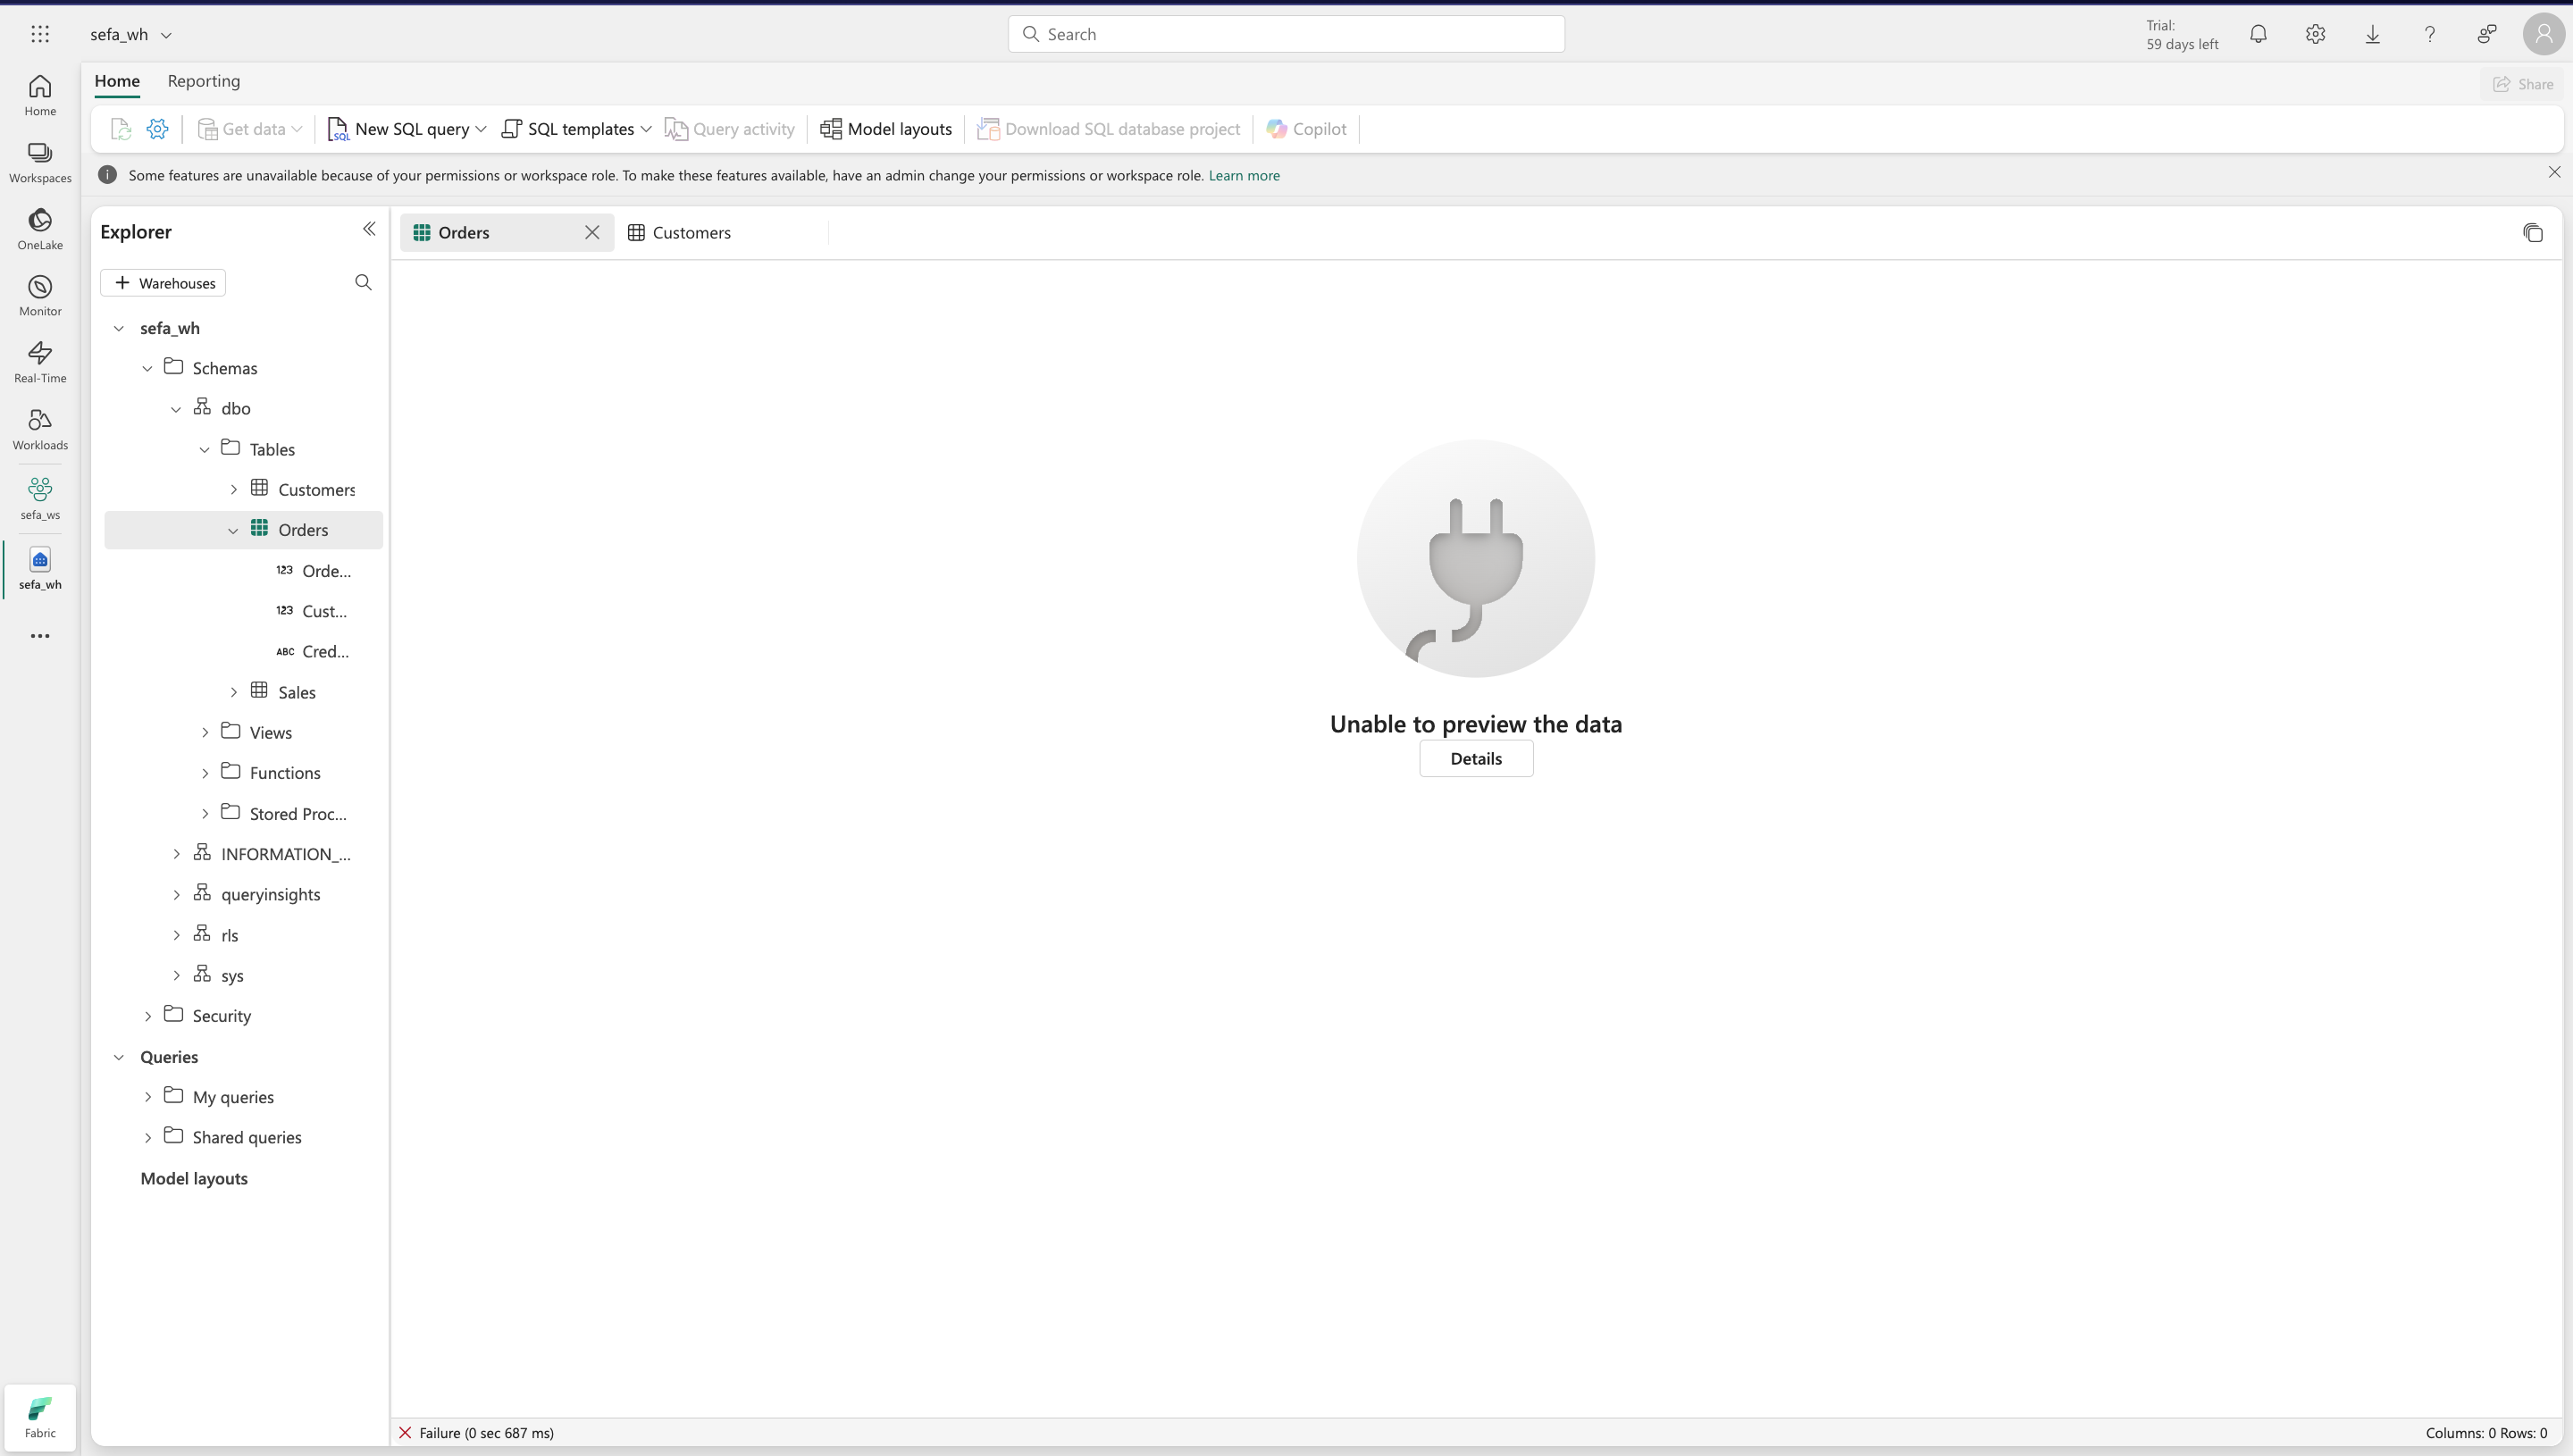 sefa_wh
Search
Trial:
59 days left
Home
Reporting
Share
Get data
New SQL query
SQL templates
Query activity
Model layouts
Download SQL database project
Copilot
Some features are unavailable because of your permissions or workspace role. To make these features available, have an admin change your permissions or workspace role. Learn more
Home
Workspaces
OneLake
Monitor
Real-Time
Workloads
sefa_ws
sefa_wh
Fabric
Explorer
Warehouses
sefa_wh
Schemas
dbo
Tables
Customers
Orders
123 Orde...
123 Cust...
ABC Cred...
Sales
Views
Functions
Stored Proc...
INFORMATION_...
queryinsights
rls
sys
Security
Queries
My queries
Shared queries
Model layouts
Orders
Customers
Unable to preview the data
Details
Failure (0 sec 687 ms)
Columns: 0 Rows: 0